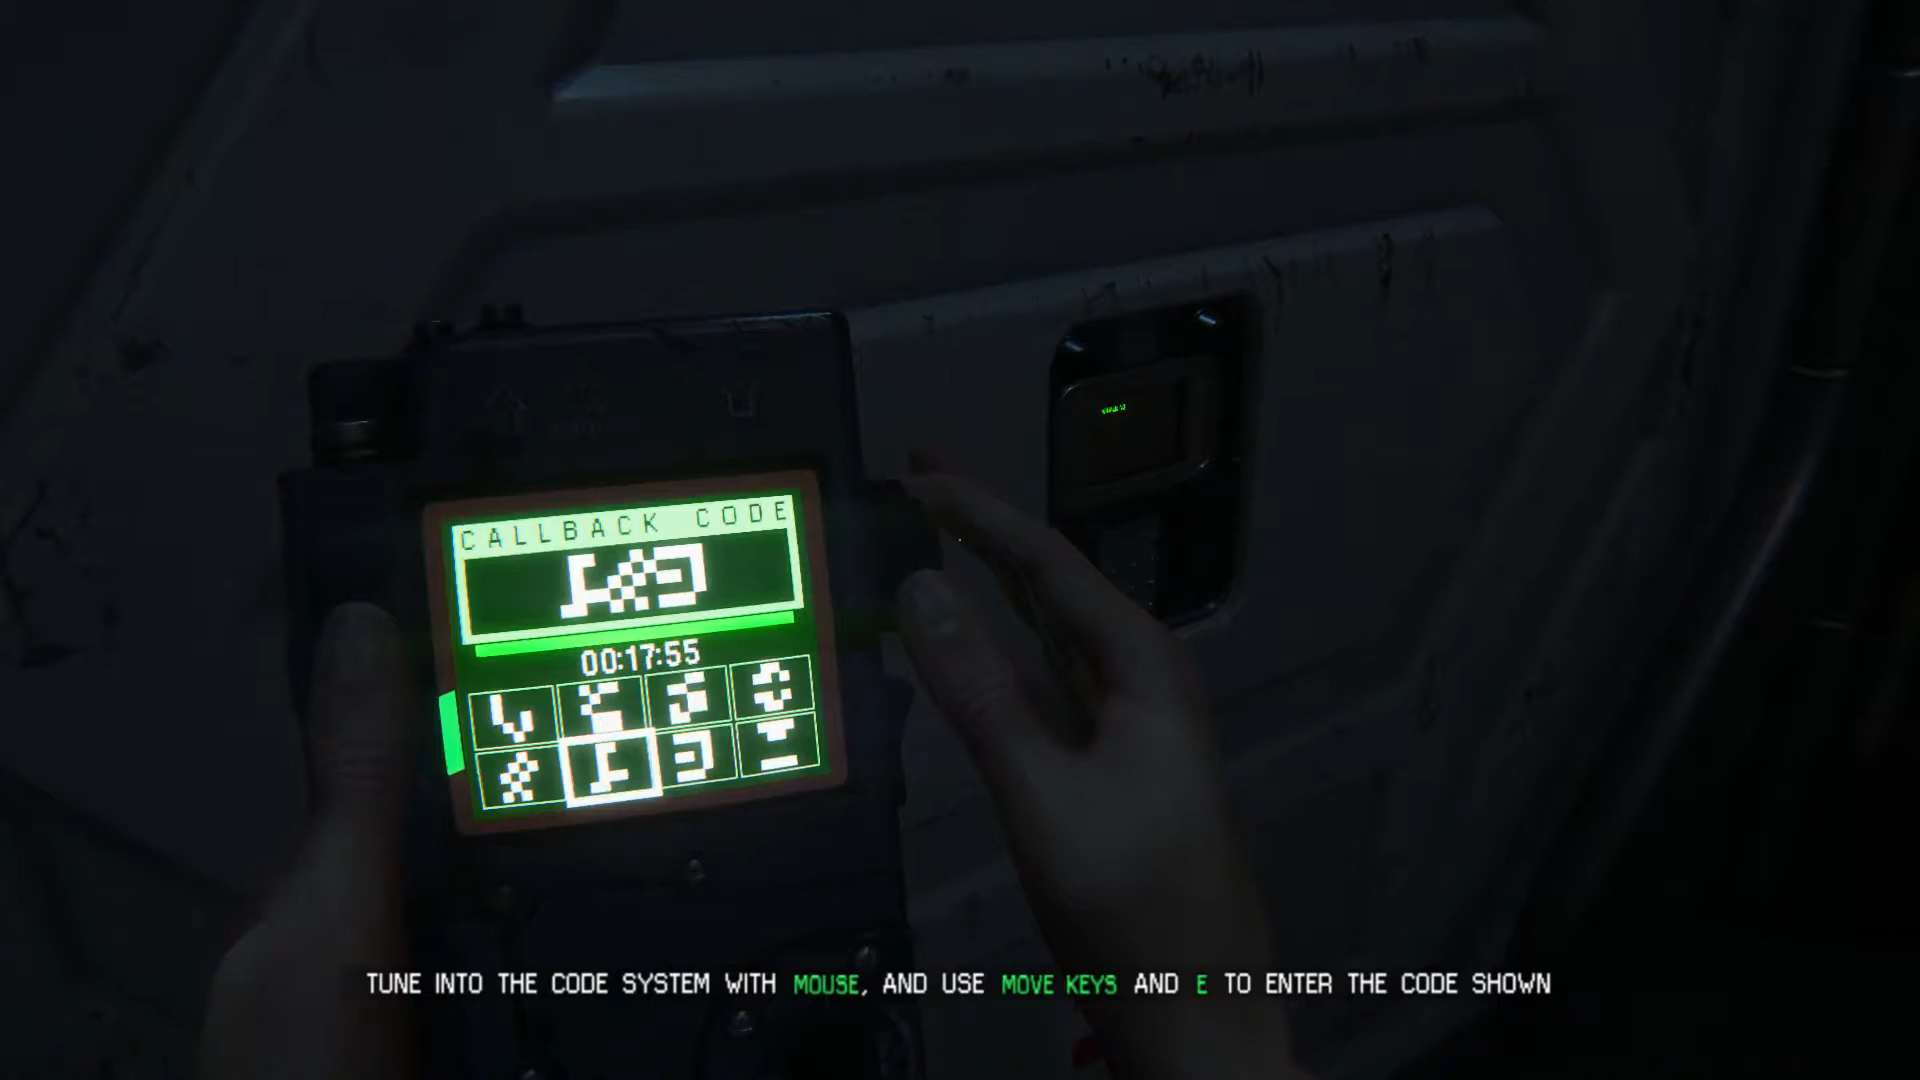 CALLBACK CODE
00:17:55
TUNE INTO THE CODE SYSTEM WITH MOUSE, AND USE MOVE KEYS AND E TO ENTER THE CODE SHOWN